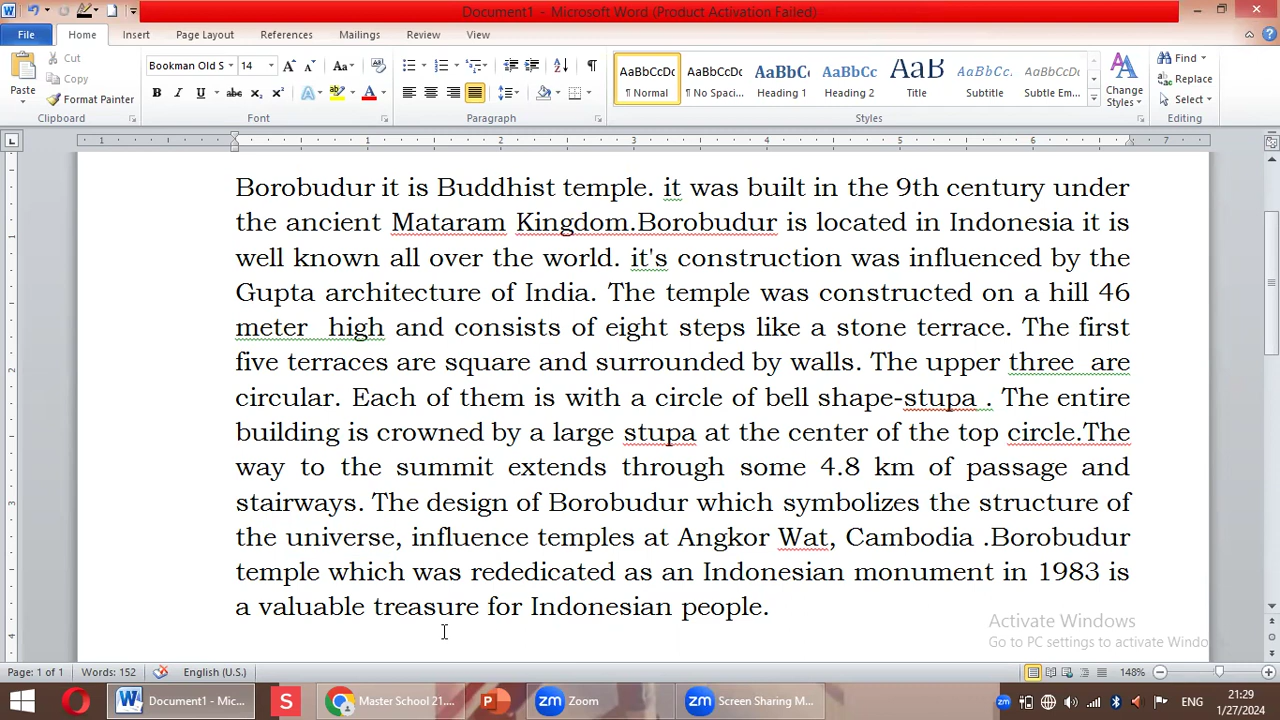 Document1 - Microsoft Word (Product Activation Failed)
File Home Insert Page Layout References Mailings Review View
Paste
Cut
Copy
Format Painter
Clipboard
Bookman Old S 14
Font
Paragraph
AaBbCcDc AaBbCcDc AaBbC AaBbCc AaB AaBbCcL AaBbCcDc
¶ Normal ¶ No Spaci... Heading 1 Heading 2 Title Subtitle Subtle Em...
Change
Styles
Styles
Find
Replace
Select
Editing
1 1 2 3 4 5 6 7
Borobudur it is Buddhist temple. it was built in the 9th century under
the ancient Mataram Kingdom.Borobudur is located in Indonesia it is
well known all over the world. it's construction was influenced by the
Gupta architecture of India. The temple was constructed on a hill 46
meter high and consists of eight steps like a stone terrace. The first
five terraces are square and surrounded by walls. The upper three are
circular. Each of them is with a circle of bell shape-stupa . The entire
building is crowned by a large stupa at the center of the top circle.The
way to the summit extends through some 4.8 km of passage and
stairways. The design of Borobudur which symbolizes the structure of
the universe, influence temples at Angkor Wat, Cambodia .Borobudur
temple which was rededicated as an Indonesian monument in 1983 is
a valuable treasure for Indonesian people.
Activate Windows
Go to PC settings to activate Windo
Page: 1 of 1 Words: 152 English (U.S.) 148%
Document1 - Mic... Master School 21.... Zoom Screen Sharing M... ENG 21:29
1/27/2024